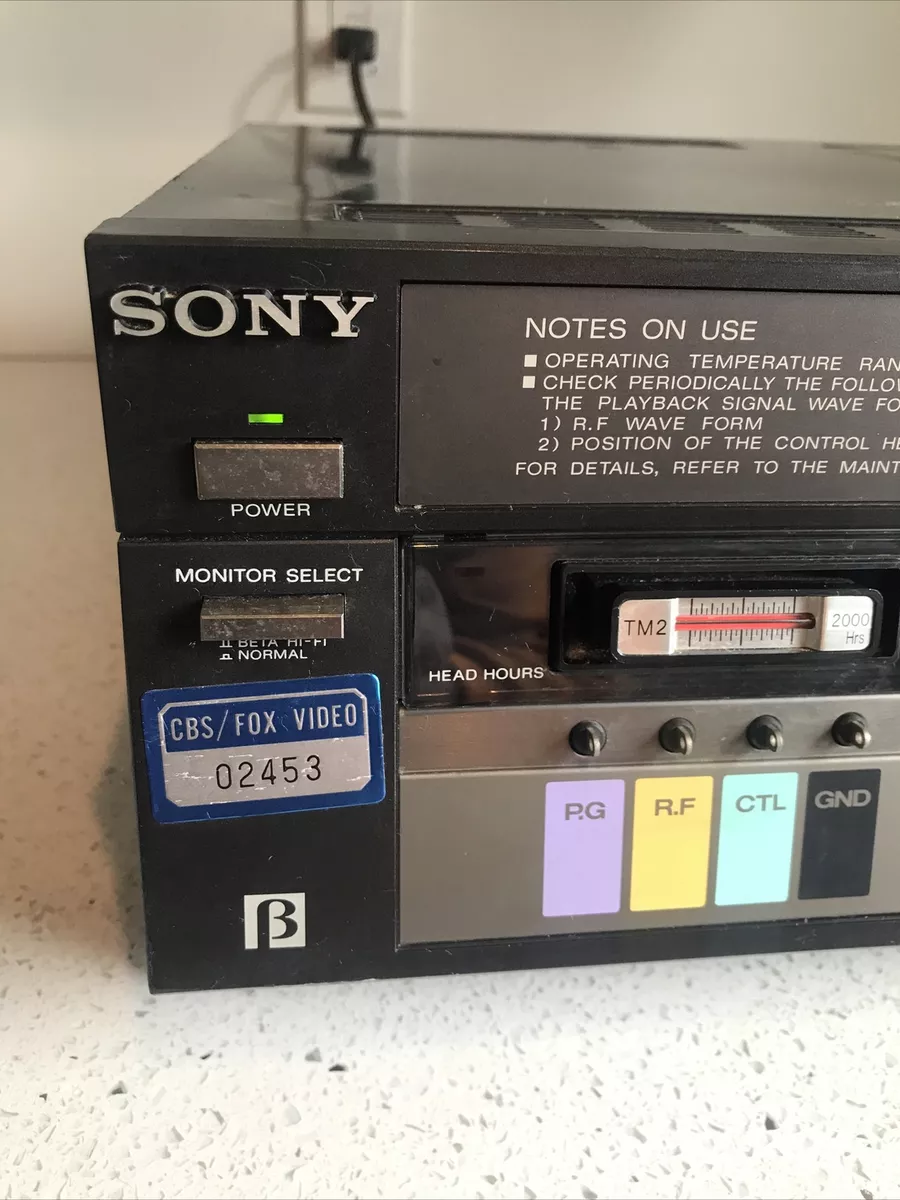 SONY
NOTES ON USE
■ OPERATING TEMPERATURE RAN
■ CHECK PERIODICALLY THE FOLLOW
THE PLAYBACK SIGNAL WAVE FO
1) R.F WAVE FORM
2) POSITION OF THE CONTROL HE
FOR DETAILS, REFER TO THE MAINT
POWER
MONITOR SELECT
BETA HI-FI
NORMAL
TM2
2000
Hrs
HEAD HOURS
CBS/FOX VIDEO
02453
P.G
R.F
CTL
GND
β